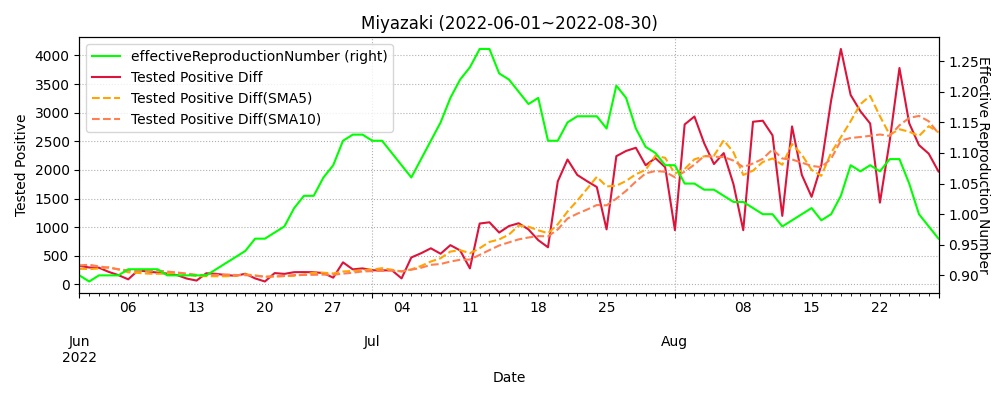 Miyazaki (2022-06-01~2022-08-30)
effectiveReproductionNumber (right)
Tested Positive Diff
Tested Positive Diff(SMA5)
Tested Positive Diff(SMA10)
Tested Positive
4000
3500
3000
2500
2000
1500
1000
500
0
1.25
1.20
1.15
1.10
1.05
1.00
0.95
0.90
Effective Reproduction Number
06 13 20 27 04 11 18 25 08 15 22
Jun Jul Aug
2022
Date